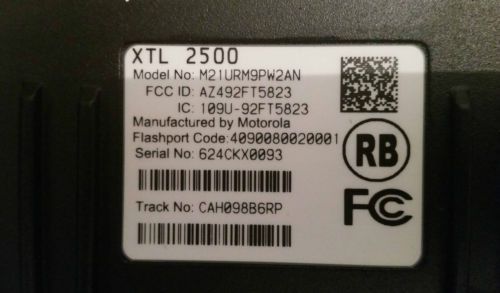 XTL 2500
Model No: M21URM9PW2AN
FCC ID: AZ492FT5823
IC: 109U-92FT5823
Manufactured by Motorola
Flashport Code: 4090080020001
Serial No: 624CKX0093
RB
Track No: CAH098B6RP
FC